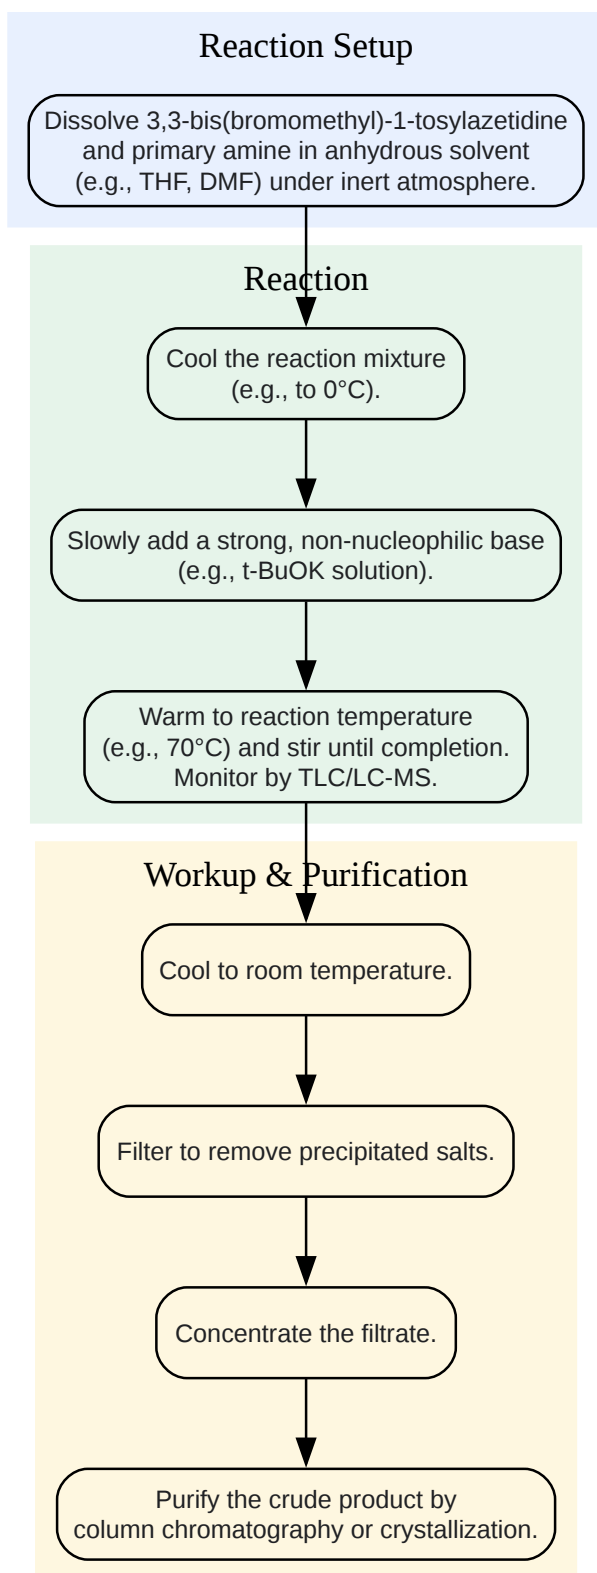 Reaction Setup
Dissolve 3,3-bis(bromomethyl)-1-tosylazetidine
and primary amine in anhydrous solvent
(e.g., THF, DMF) under inert atmosphere.
Reaction
Cool the reaction mixture
(e.g., to 0°C).
Slowly add a strong, non-nucleophilic base
(e.g., t-BuOK solution).
Warm to reaction temperature
(e.g., 70°C) and stir until completion.
Monitor by TLC/LC-MS.
Workup & Purification
Cool to room temperature.
Filter to remove precipitated salts.
Concentrate the filtrate.
Purify the crude product by
column chromatography or crystallization.